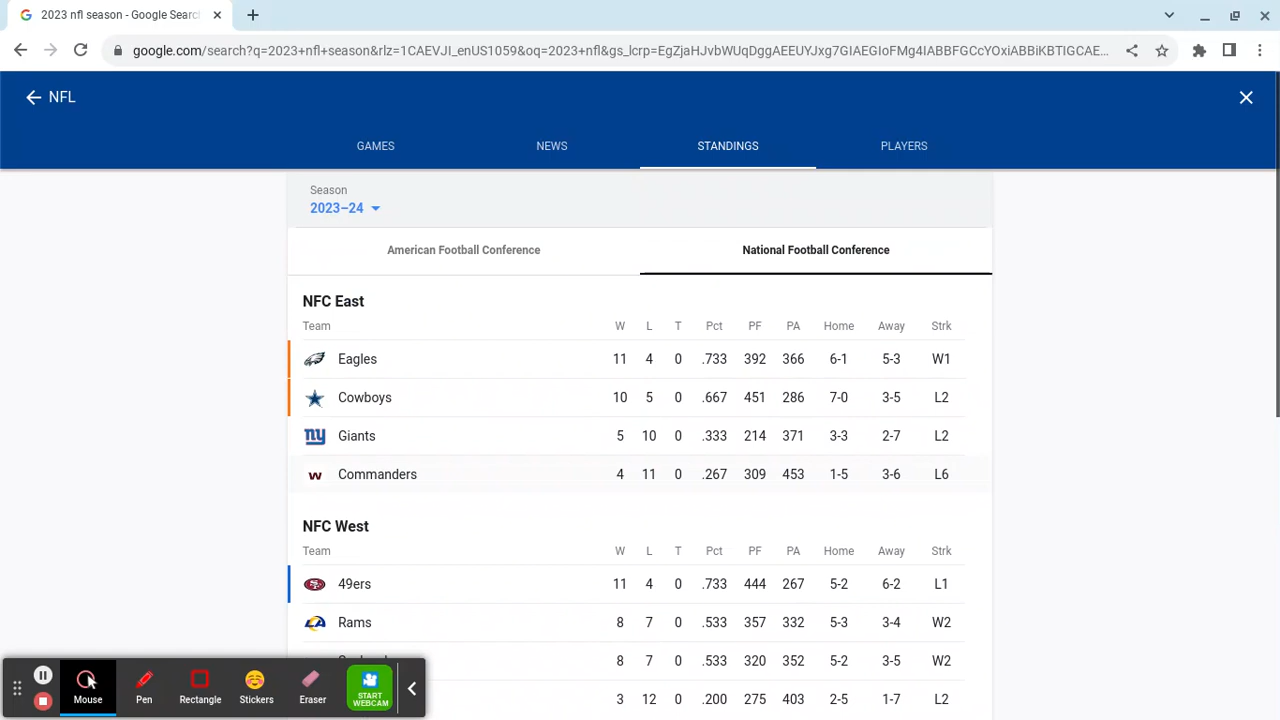 2023 nfl season - Google Searc
google.com/search?q=2023+nfl+season&rlz=1CAEVJI_enUS1059&oq=2023+nfl&gs_lcrp=EgZjaHJvbWUqDggAEEUYJxg7GIAEGIoFMg4IABBFGCcYOxiABBiKBTIGCAE...
NFL
GAMES NEWS STANDINGS PLAYERS
Season
2023–24
American Football Conference National Football Conference
NFC East
Team W L T Pct PF PA Home Away Strk
Eagles 11 4 0 .733 392 366 6-1 5-3 W1
Cowboys 10 5 0 .667 451 286 7-0 3-5 L2
ny Giants 5 10 0 .333 214 371 3-3 2-7 L2
W Commanders 4 11 0 .267 309 453 1-5 3-6 L6
NFC West
Team W L T Pct PF PA Home Away Strk
49ers 11 4 0 .733 444 267 5-2 6-2 L1
Rams 8 7 0 .533 357 332 5-3 3-4 W2
8 7 0 .533 320 352 5-2 3-5 W2
3 12 0 .200 275 403 2-5 1-7 L2
Mouse Pen Rectangle Stickers Eraser START WEBCAM